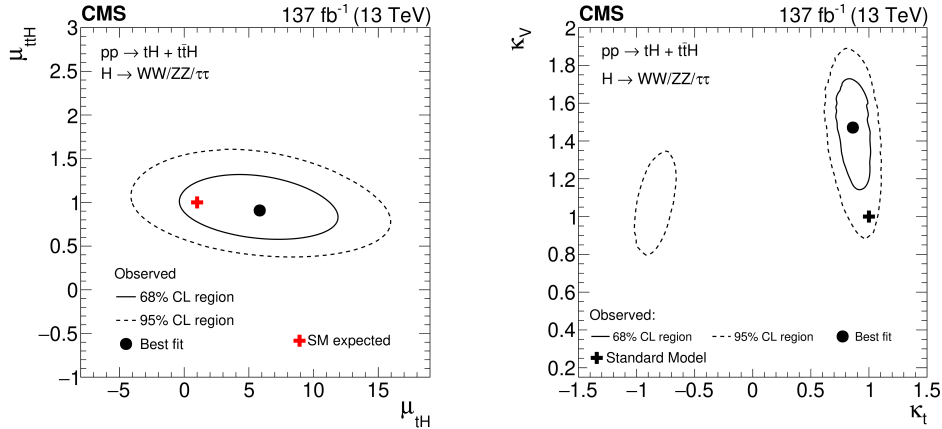 CMS 137 fb⁻¹ (13 TeV)
μ_tt̄H
pp → tH + tt̄H
H → WW/ZZ/ττ
3
2.5
2
1.5
1
0.5
0
−0.5
−1
Observed
68% CL region
95% CL region
Best fit
SM expected
−5 0 5 10 15
μ_tH
CMS 137 fb⁻¹ (13 TeV)
κ_V
pp → tH + tt̄H
H → WW/ZZ/ττ
2
1.8
1.6
1.4
1.2
1
0.8
0.6
0.4
0.2
Observed:
68% CL region 95% CL region Best fit
Standard Model
−1.5 −1 −0.5 0 0.5 1 1.5
κ_t